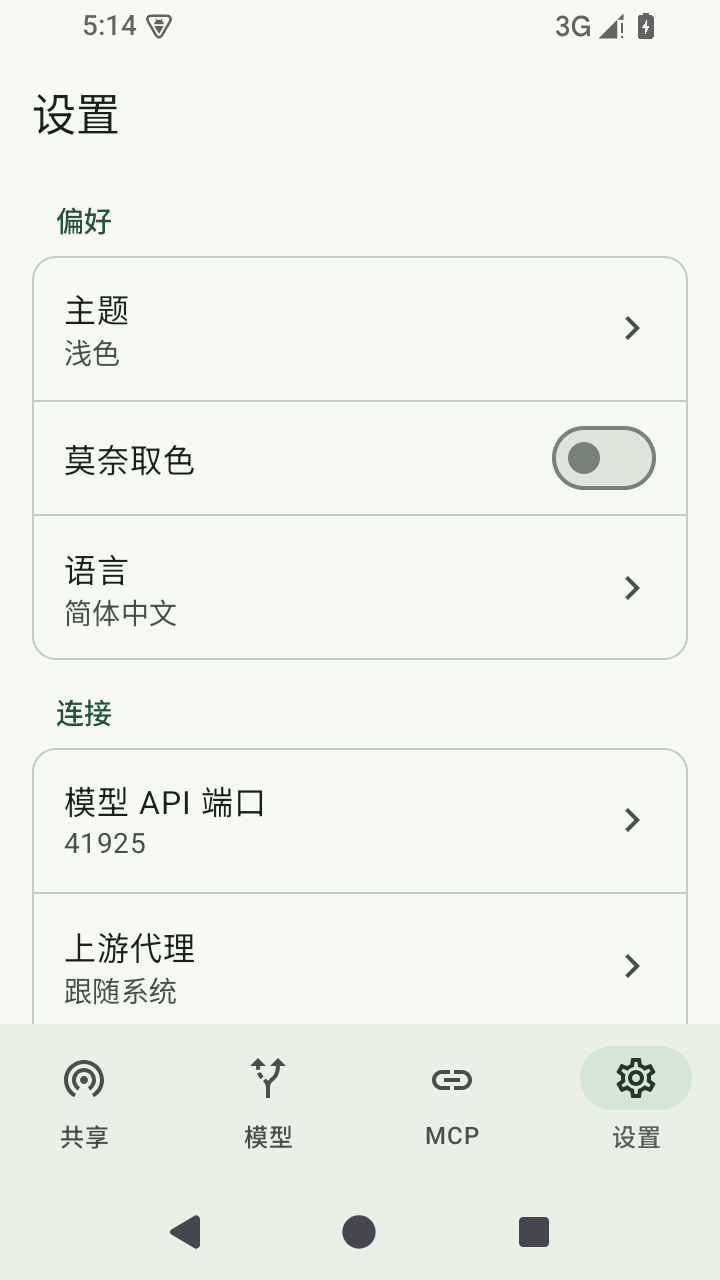 5:14
3G
设置
偏好
主题
浅色
莫奈取色
语言
简体中文
连接
模型 API 端口
41925
上游代理
跟随系统
共享
模型
MCP
设置